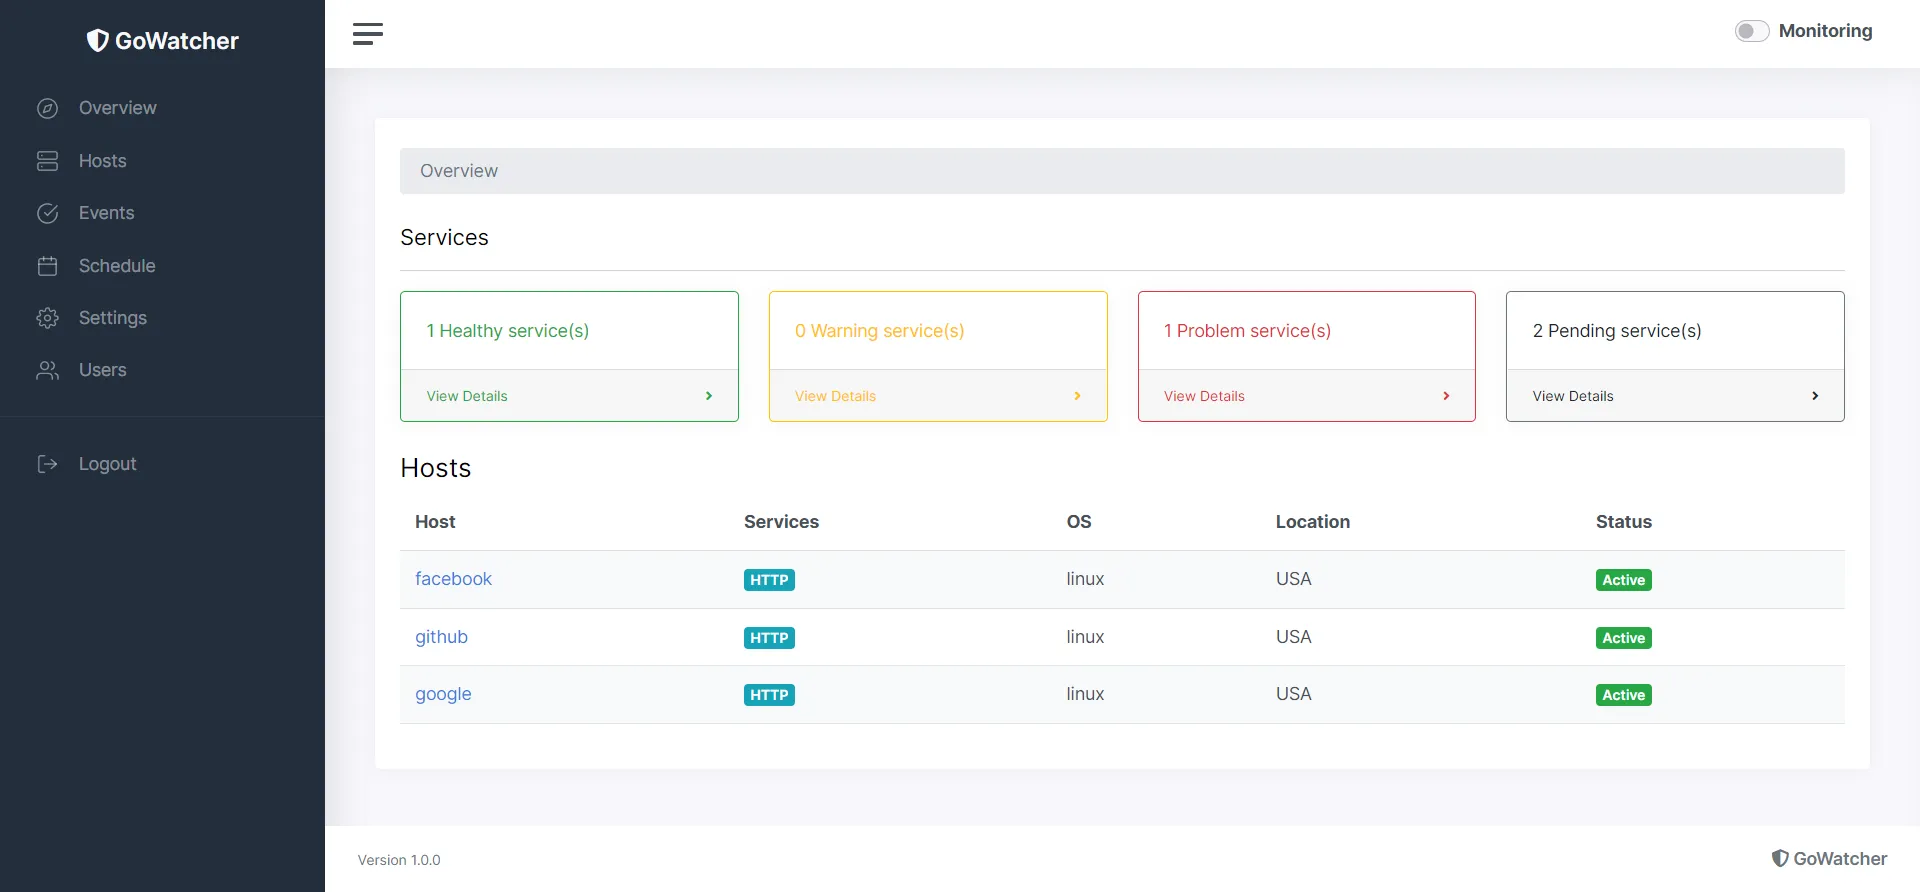 GoWatcher
Monitoring
Overview
Hosts
Events
Schedule
Settings
Users
Logout
Overview
Services
1 Healthy service(s)
View Details
0 Warning service(s)
View Details
1 Problem service(s)
View Details
2 Pending service(s)
View Details
Hosts
Host Services OS Location Status
facebook HTTP linux USA Active
github HTTP linux USA Active
google HTTP linux USA Active
Version 1.0.0
GoWatcher